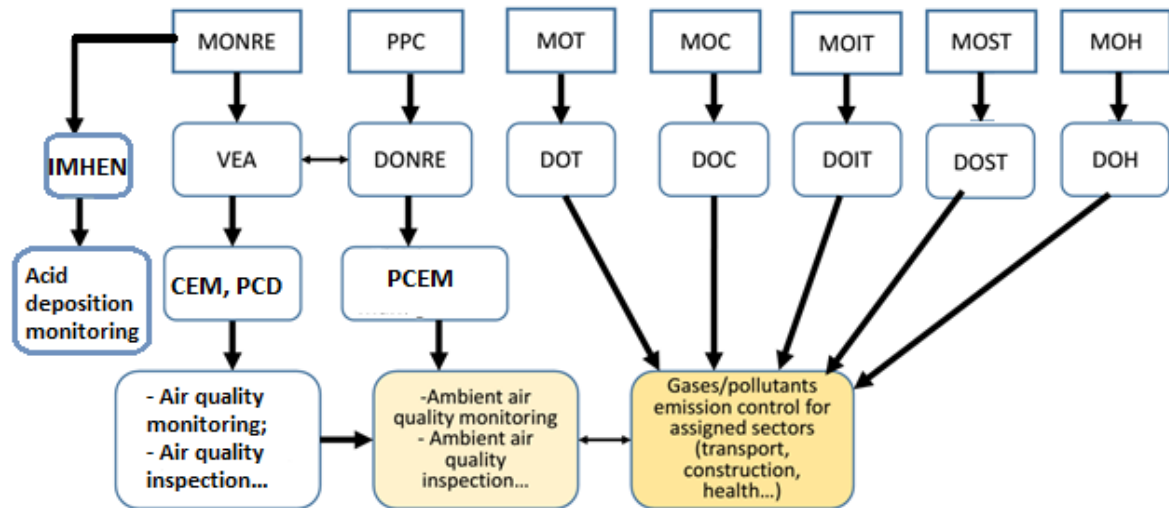 MONRE
PPC
MOT
MOC
MOIT
MOST
MOH
IMHEN
VEA
DONRE
DOT
DOC
DOIT
DOST
DOH
Acid
deposition
monitoring
CEM, PCD
PCEM
- Air quality
monitoring;
- Air quality
inspection...
-Ambient air
quality monitoring
- Ambient air
quality
inspection...
Gases/pollutants
emission control for
assigned sectors
(transport,
construction,
health...)